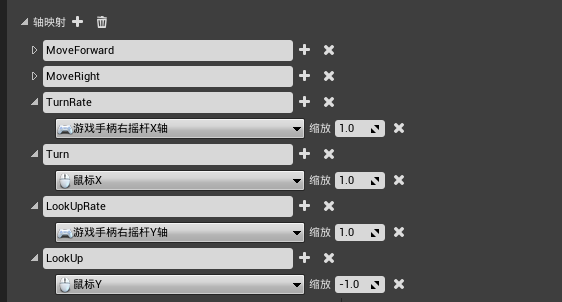 轴映射
MoveForward
MoveRight
TurnRate
游戏手柄右摇杆X轴 缩放 1.0
Turn
鼠标X 缩放 1.0
LookUpRate
游戏手柄右摇杆Y轴 缩放 1.0
LookUp
鼠标Y 缩放 -1.0